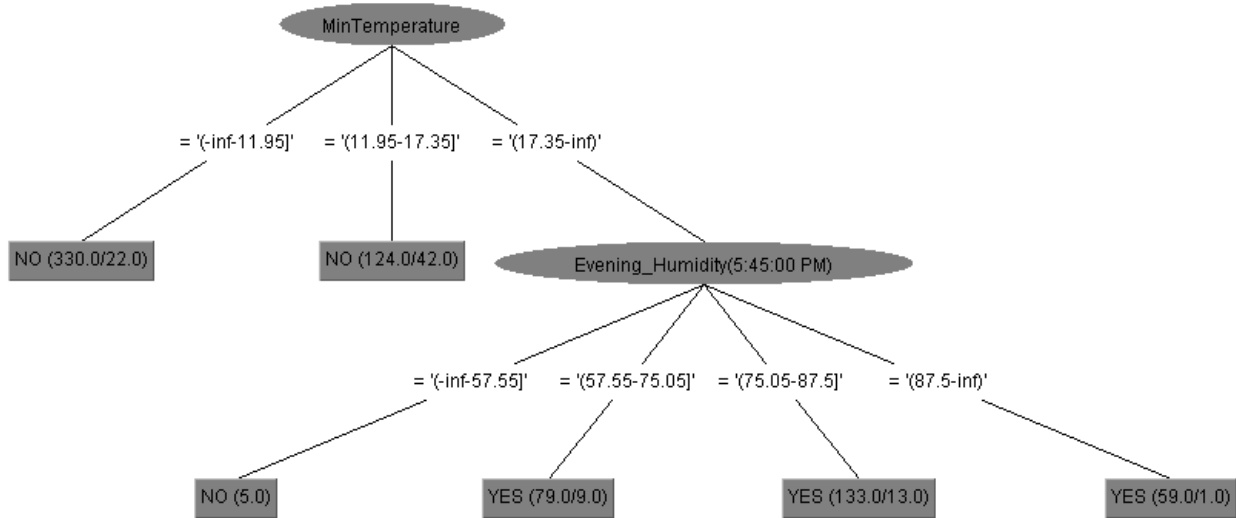 MinTemperature
= '(-inf-11.95]'
= '(11.95-17.35]'
= '(17.35-inf)'
NO (330.0/22.0)
NO (124.0/42.0)
Evening_Humidity(5:45:00 PM)
= '(-inf-57.55]'
= '(57.55-75.05]'
= '(75.05-87.5]'
= '(87.5-inf)'
NO (5.0)
YES (79.0/9.0)
YES (133.0/13.0)
YES (59.0/1.0)